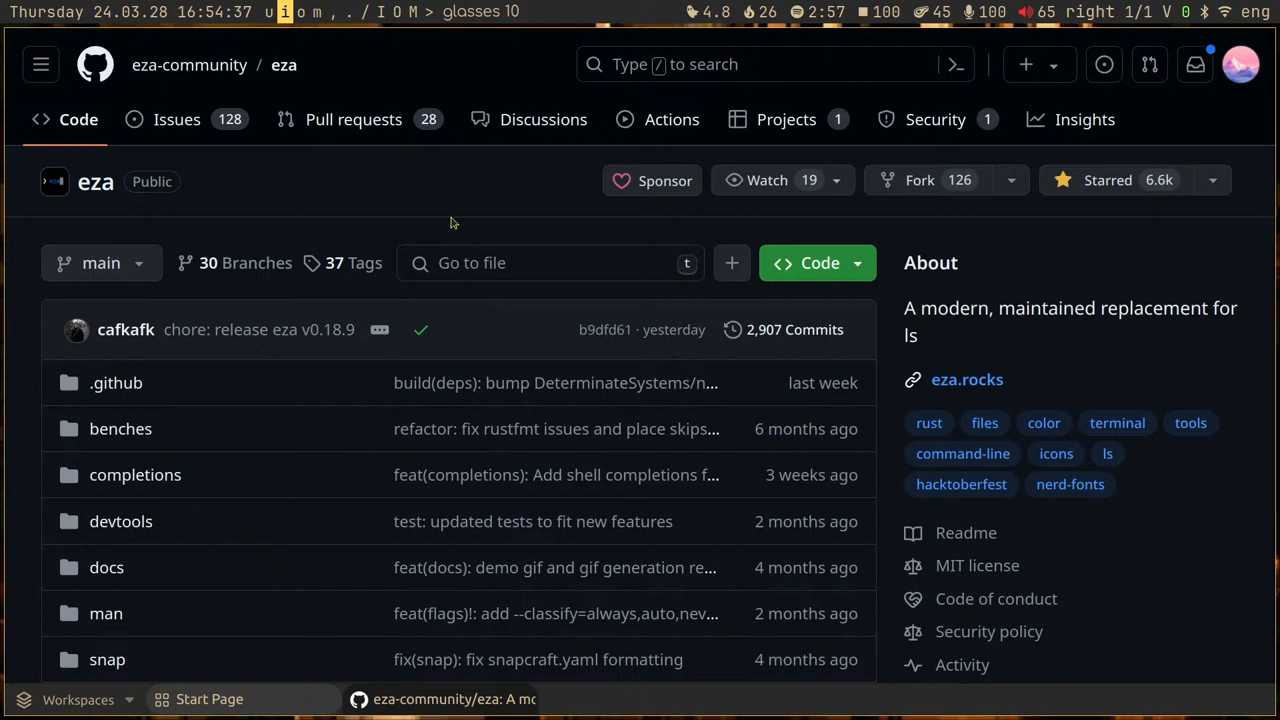 Thursday 24.03.28 16:54:37 u i o m , . / I O M > glasses 10 4.8 26 2:57 100 45 100 65 right 1/1 V 0 eng
eza-community / eza Type / to search
Code Issues 128 Pull requests 28 Discussions Actions Projects 1 Security 1 Insights
eza Public Sponsor Watch 19 Fork 126 Starred 6.6k
main 30 Branches 37 Tags Go to file t Code
cafkafk chore: release eza v0.18.9 b9dfd61 · yesterday 2,907 Commits
.github build(deps): bump DeterminateSystems/n... last week
benches refactor: fix rustfmt issues and place skips... 6 months ago
completions feat(completions): Add shell completions f... 3 weeks ago
devtools test: updated tests to fit new features 2 months ago
docs feat(docs): demo gif and gif generation re... 4 months ago
man feat(flags)!: add --classify=always,auto,nev... 2 months ago
snap fix(snap): fix snapcraft.yaml formatting 4 months ago
About
A modern, maintained replacement for
ls
eza.rocks
rust files color terminal tools
command-line icons ls
hacktoberfest nerd-fonts
Readme
MIT license
Code of conduct
Security policy
Activity
Workspaces Start Page eza-community/eza: A mo